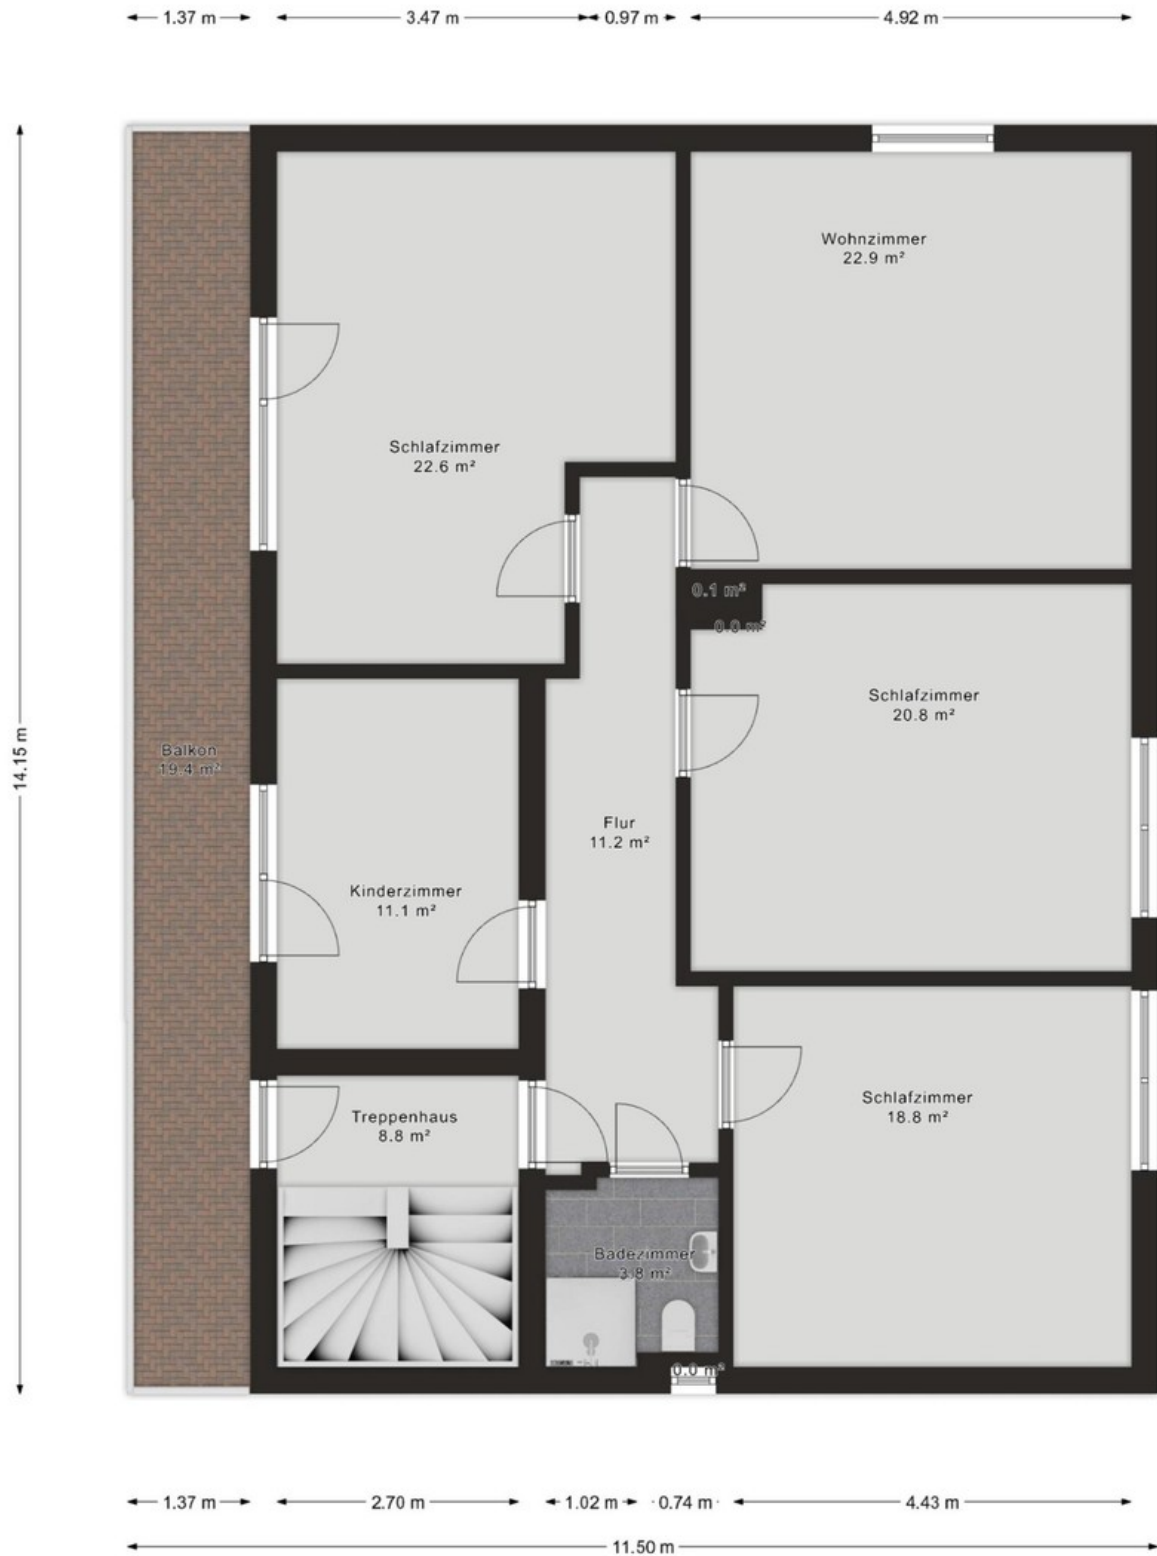 1.37 m
3.47 m
0.97 m
4.92 m
Wohnzimmer
22.9 m²
Schlafzimmer
22.6 m²
0.1 m²
0.0 m²
Schlafzimmer
20.8 m²
14.15 m
Balkon
19.4 m²
Flur
11.2 m²
Kinderzimmer
11.1 m²
Schlafzimmer
18.8 m²
Treppenhaus
8.8 m²
Badezimmer
3.8 m²
0.0 m²
1.37 m
2.70 m
1.02 m
0.74 m
4.43 m
11.50 m